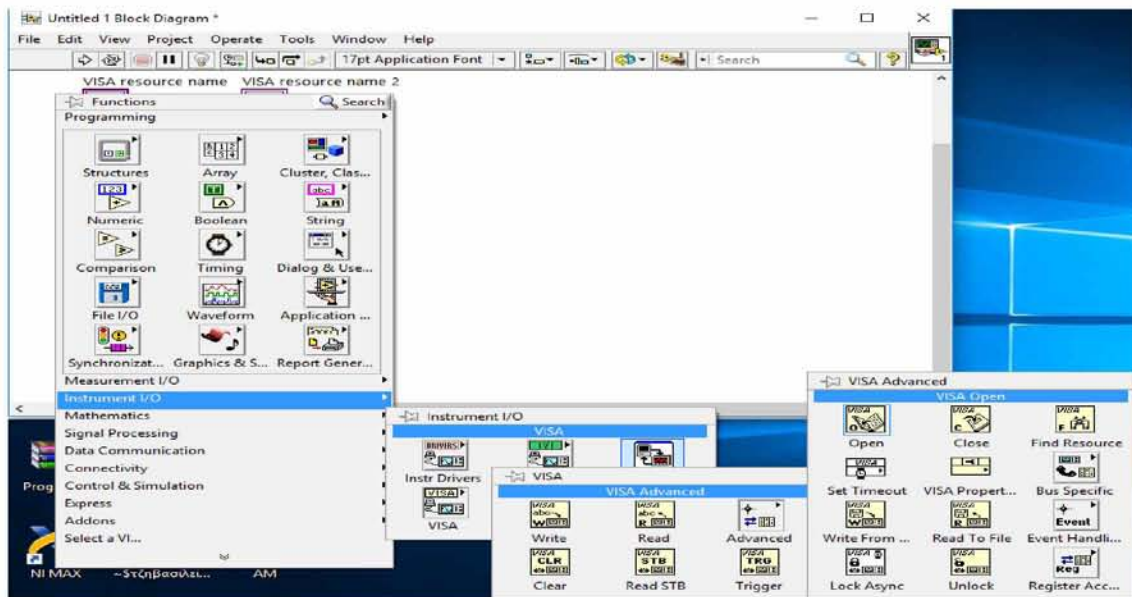 Untitled 1 Block Diagram *
File Edit View Project Operate Tools Window Help
17pt Application Font Search
VISA resource name VISA resource name 2
Functions Search
Programming
Structures Array Cluster, Clas...
Numeric Boolean String
Comparison Timing Dialog & Use...
File I/O Waveform Application ...
Synchronizat... Graphics & S... Report Gener...
Measurement I/O
Instrument I/O
Mathematics
Signal Processing
Data Communication
Connectivity
Control & Simulation
Express
Addons
Select a VI...
Instrument I/O
VISA
Instr Drivers
VISA
VISA
VISA Advanced
Write Read Advanced
Clear Read STB Trigger
VISA Advanced
VISA Open
Open Close Find Resource
Set Timeout VISA Propert... Bus Specific
Write From ... Read To File Event Handli...
Lock Async Unlock Register Acc...
Prog
NI MAX ~$τζηβασιλει... AM